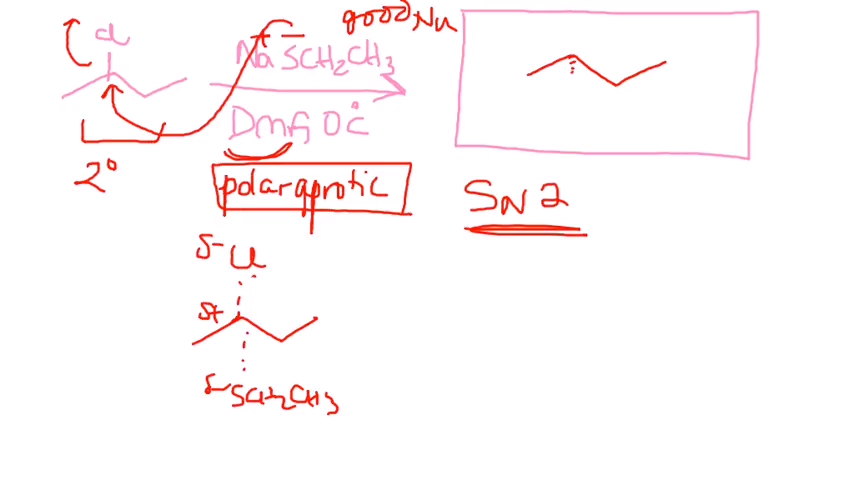 good Nu
Cl
Na + - SCH2CH3
DMF, 0°C
2°
polar aprotic
SN2
δ- Cl
δ+
δ- SCH2CH3